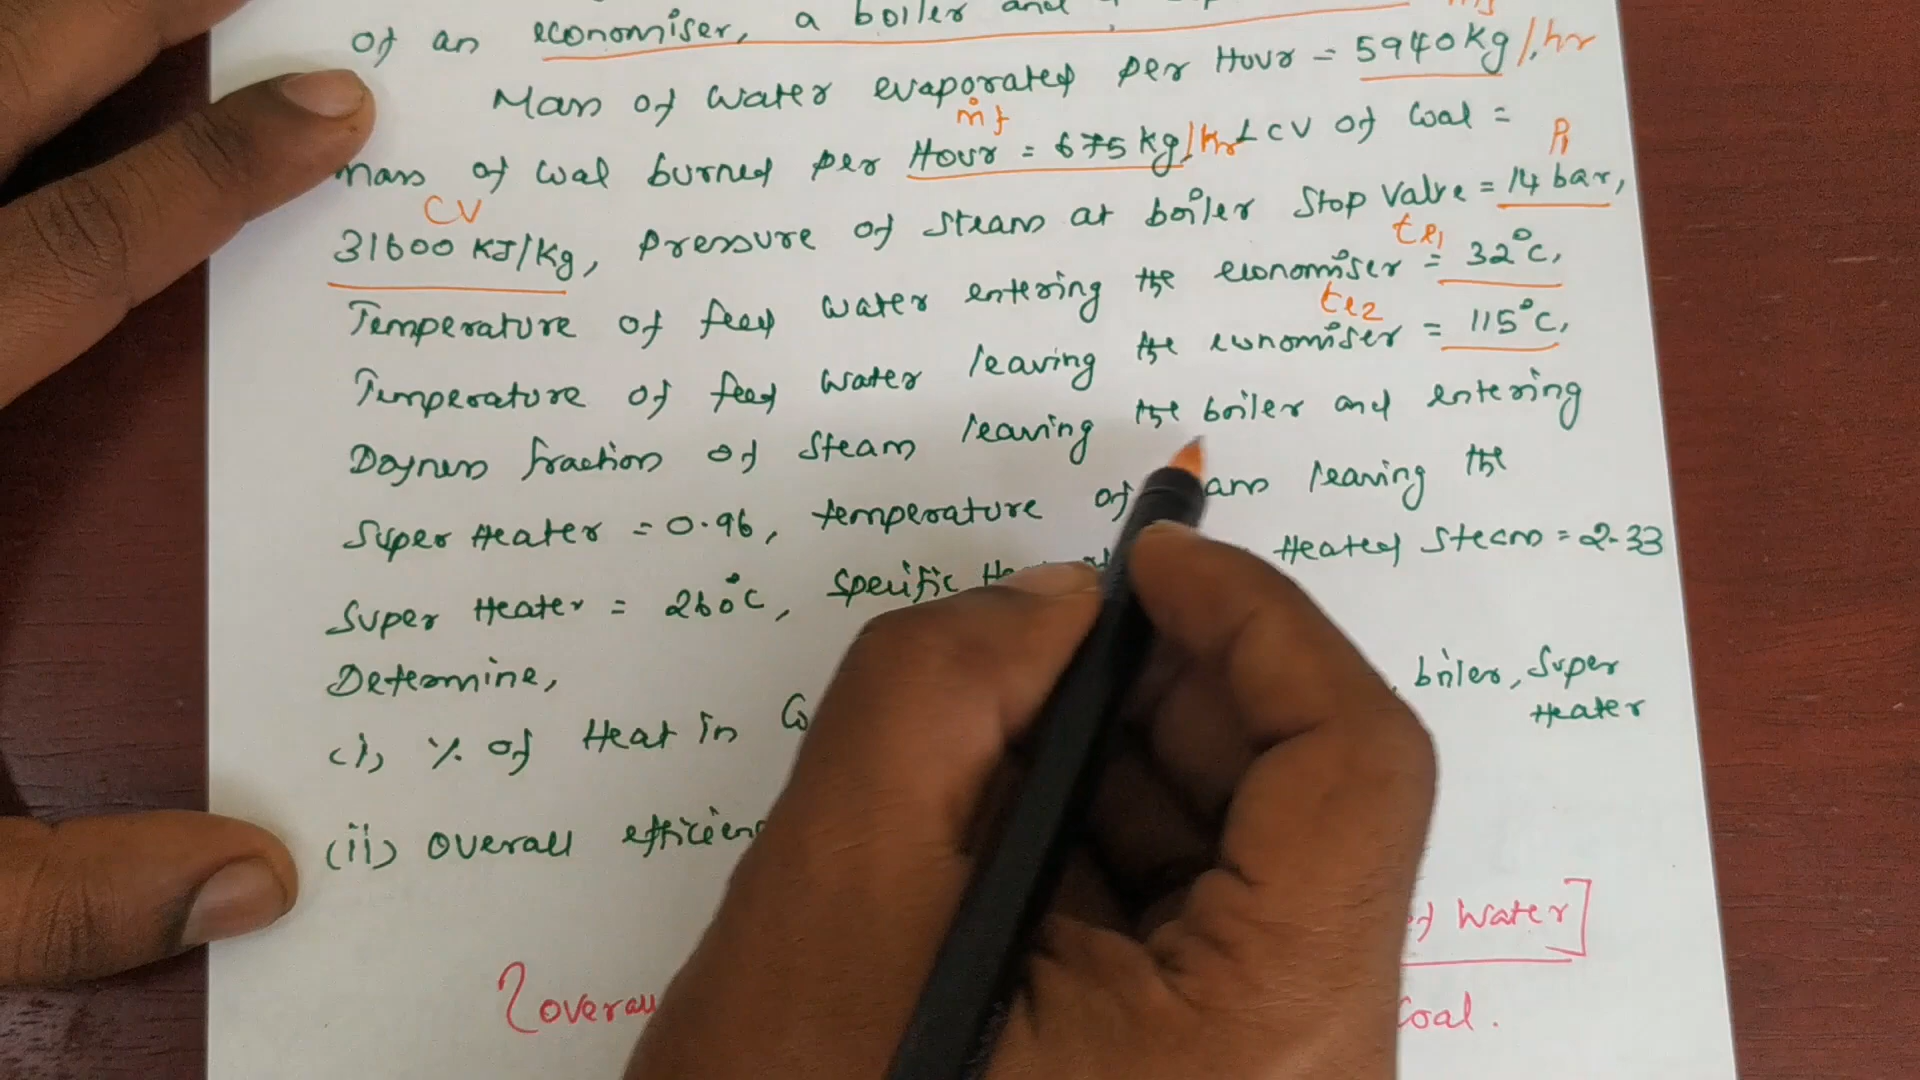 of an economiser, a boiler and a
Mass of water evaporated per Hour = 5940 kg/hr
ṁf
Mass of Coal burned per Hour = 675 kg/hr LCV of Coal =
CV P1
31600 KJ/kg, pressure of steam at boiler stop valve = 14 bar,
te1
Temperature of feed water entering the economiser = 32°C,
te2
Temperature of feed water leaving the economiser = 115°C,
Dryness fraction of steam leaving the boiler and entering
Super Heater = 0.96, temperature of leaving the
Super Heater = 260°C, Specific Heated Steam = 2.33
Determine,
(i), % of Heat in boiler, Super Heater
(ii) overall
of Water]
η overall Coal.